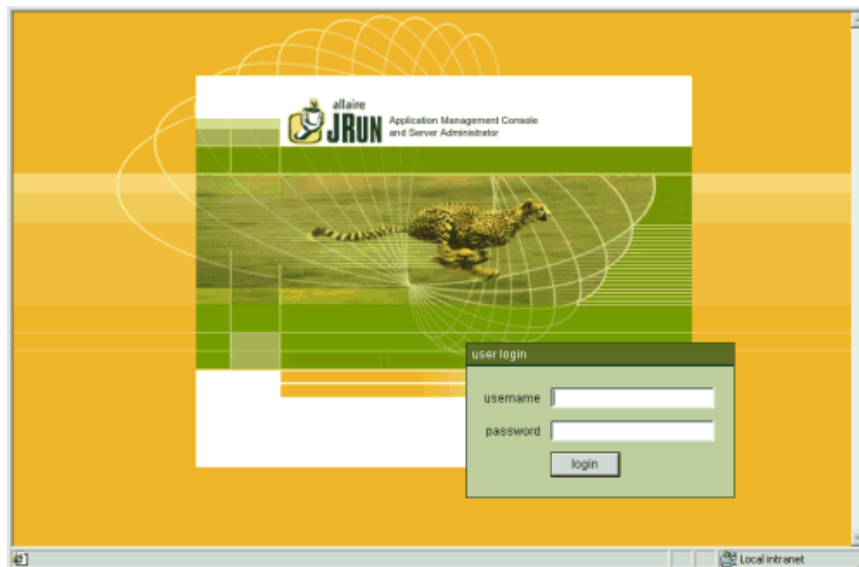 allaire
JRUN
Application Management Console
and Server Administrator
user login
username
password
login
Local intranet